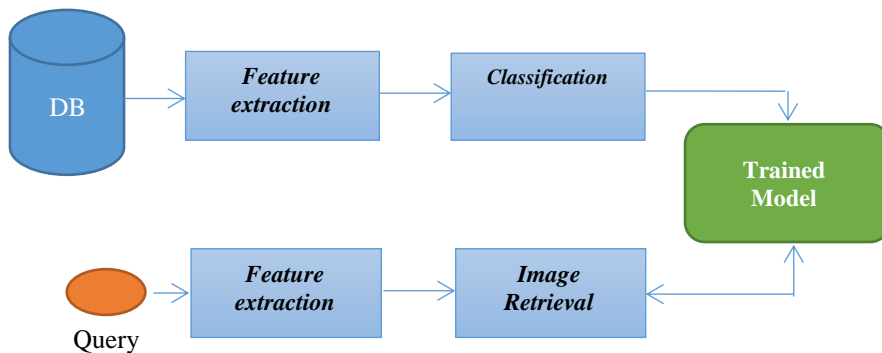 DB
Feature
extraction
Classification
Trained
Model
Feature
extraction
Image
Retrieval
Query